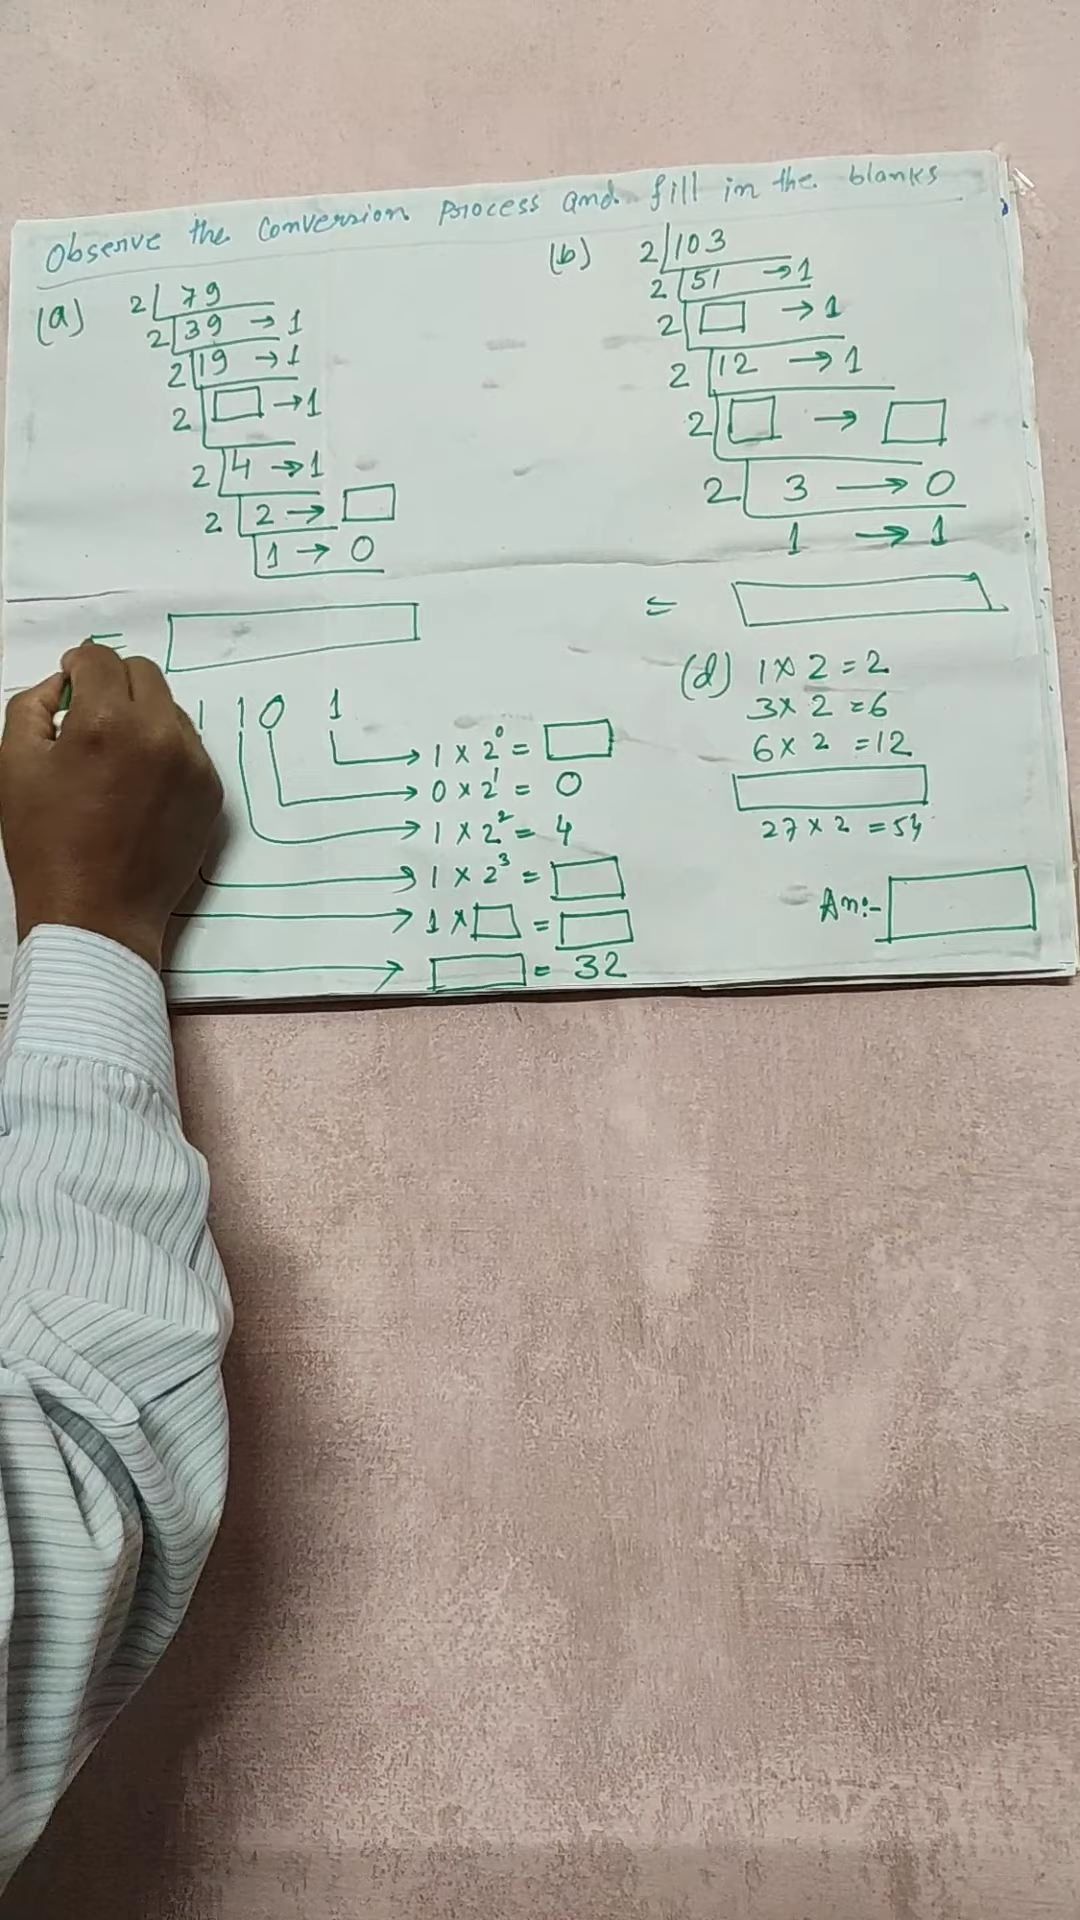 Observe the Conversion Process and fill in the blanks
(a)
2 79
2 39 → 1
2 19 → 1
2 → 1
2 4 → 1
2 2 →
1 → 0
=
(b)
2 103
2 51 → 1
2 → 1
2 12 → 1
2 →
2 3 → 0
1 → 1
=
1 1 0 1
→ 1 × 2⁰ =
→ 0 × 2¹ = 0
→ 1 × 2² = 4
→ 1 × 2³ =
→ 1 × =
→ = 32
(d) 1 × 2 = 2
3 × 2 = 6
6 × 2 = 12
27 × 2 = 54
An:-